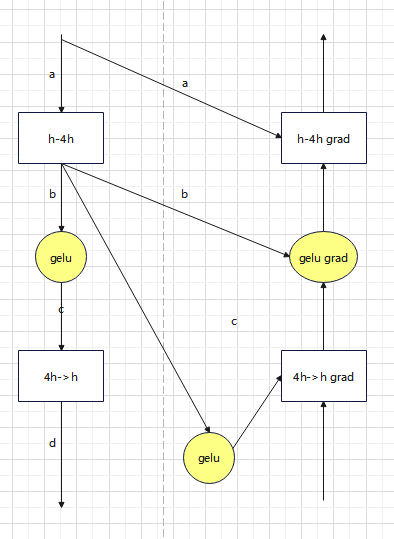 a
a
h-4h
h-4h grad
b
b
gelu
gelu grad
c
c
4h->h
4h->h grad
d
gelu